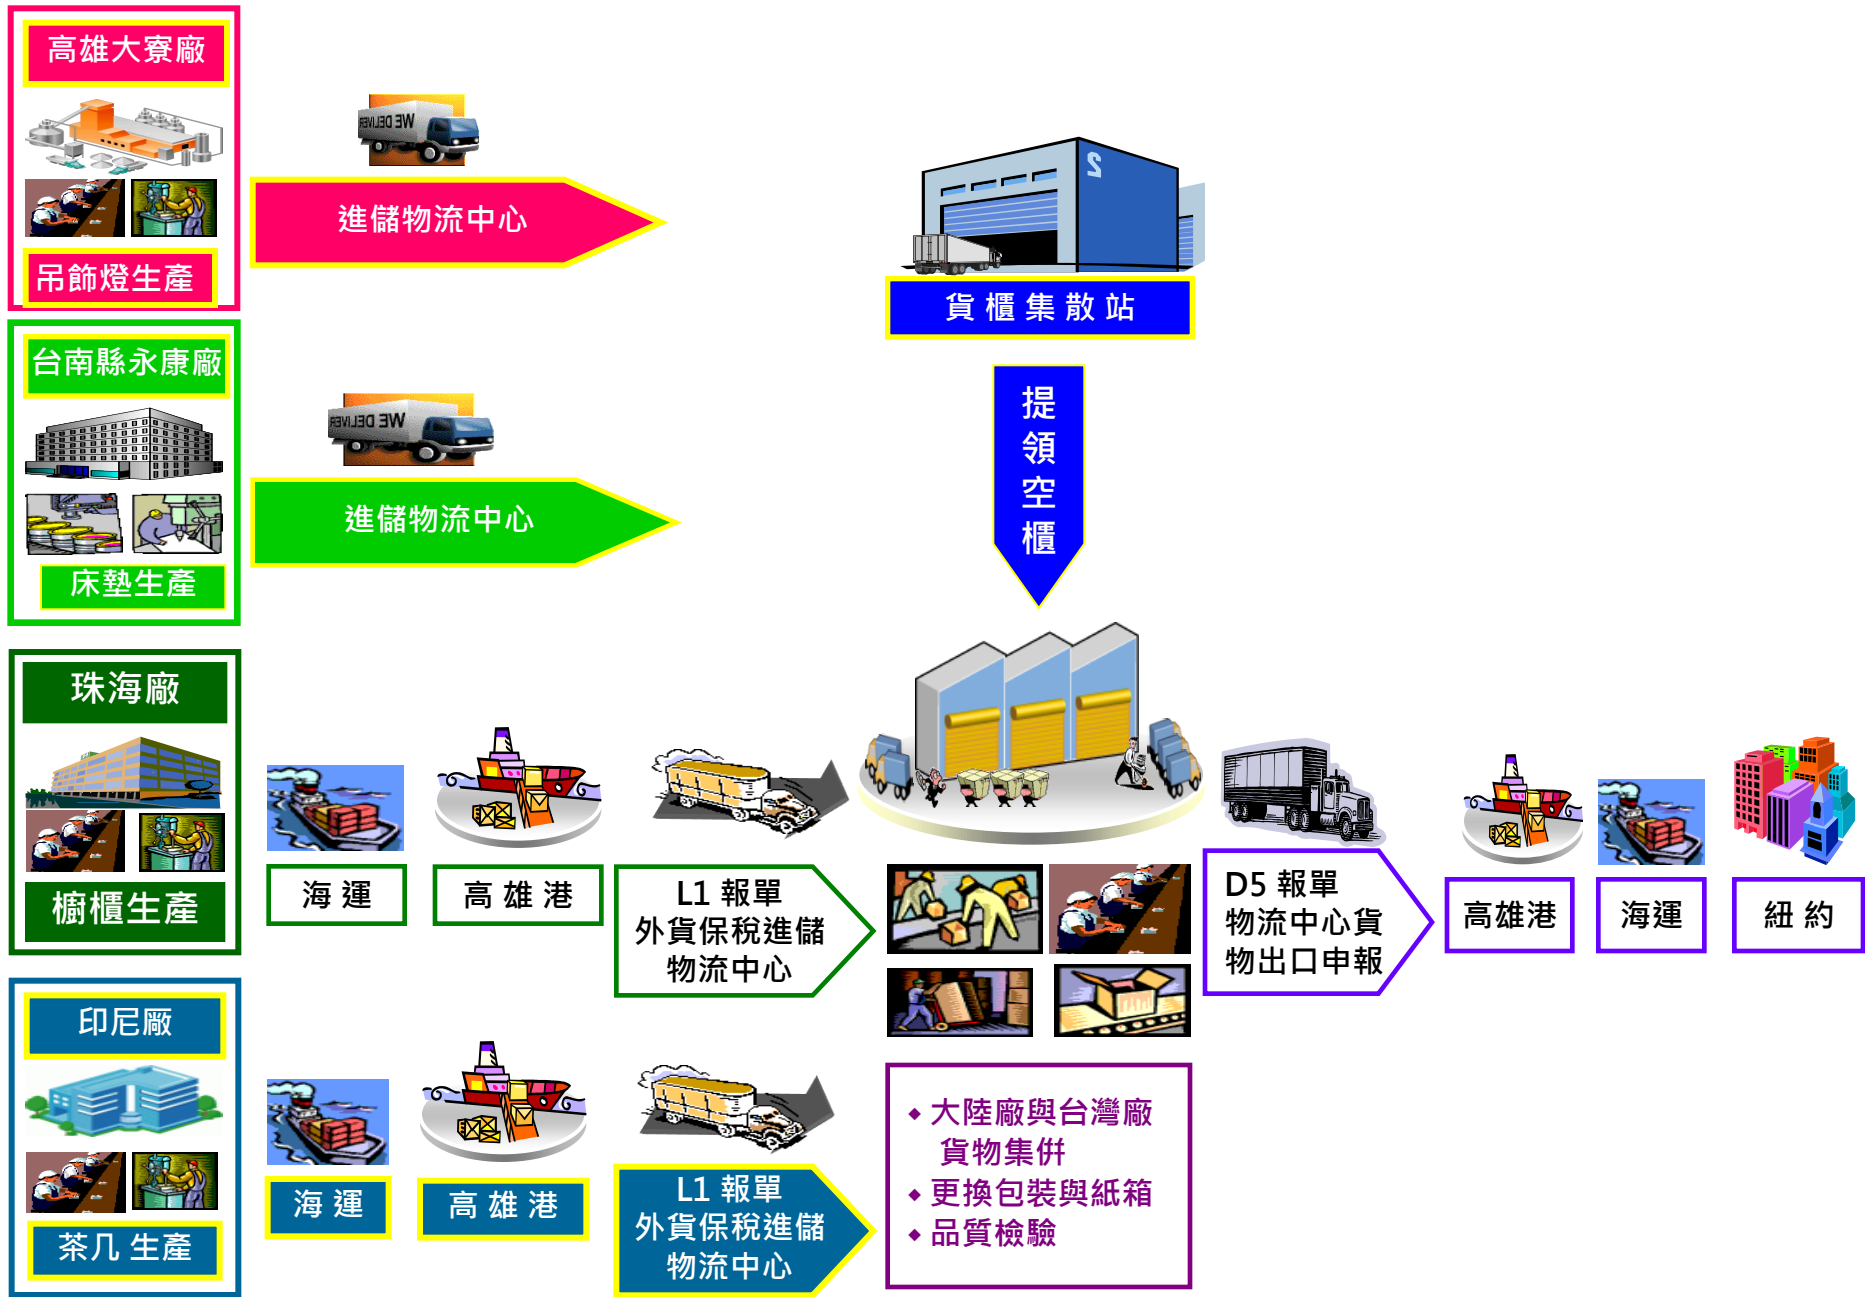 高雄大寮廠
WE DELIVER
進儲物流中心
吊飾燈生產
2
貨櫃集散站
台南縣永康廠
WE DELIVER
進儲物流中心
床墊生產
提領空櫃
珠海廠
櫥櫃生產
海運
高雄港
L1 報單
外貨保稅進儲
物流中心
D5 報單
物流中心貨
物出口申報
高雄港
海運
紐約
印尼廠
茶几 生產
海運
高雄港
L1 報單
外貨保稅進儲
物流中心
大陸廠與台灣廠
貨物集併
更換包裝與紙箱
品質檢驗